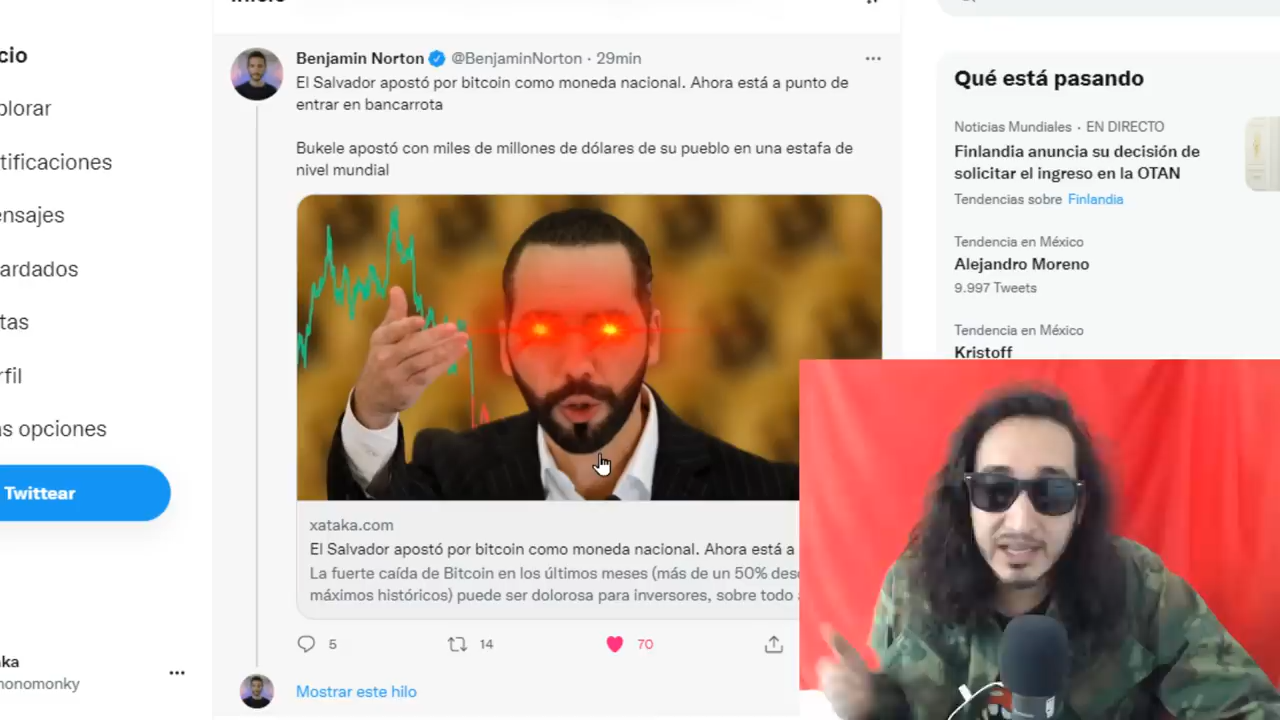 Inicio
cio
plorar
tificaciones
ensajes
ardados
tas
rfil
s opciones
Twittear
ka
nonomonky
Benjamin Norton @BenjaminNorton · 29min
El Salvador apostó por bitcoin como moneda nacional. Ahora está a punto de
entrar en bancarrota
Bukele apostó con miles de millones de dólares de su pueblo en una estafa de
nivel mundial
xataka.com
El Salvador apostó por bitcoin como moneda nacional. Ahora está a
La fuerte caída de Bitcoin en los últimos meses (más de un 50% des
máximos históricos) puede ser dolorosa para inversores, sobre todo
5
14
70
Mostrar este hilo
Qué está pasando
Noticias Mundiales · EN DIRECTO
Finlandia anuncia su decisión de
solicitar el ingreso en la OTAN
Tendencias sobre Finlandia
Tendencia en México
Alejandro Moreno
9.997 Tweets
Tendencia en México
Kristoff